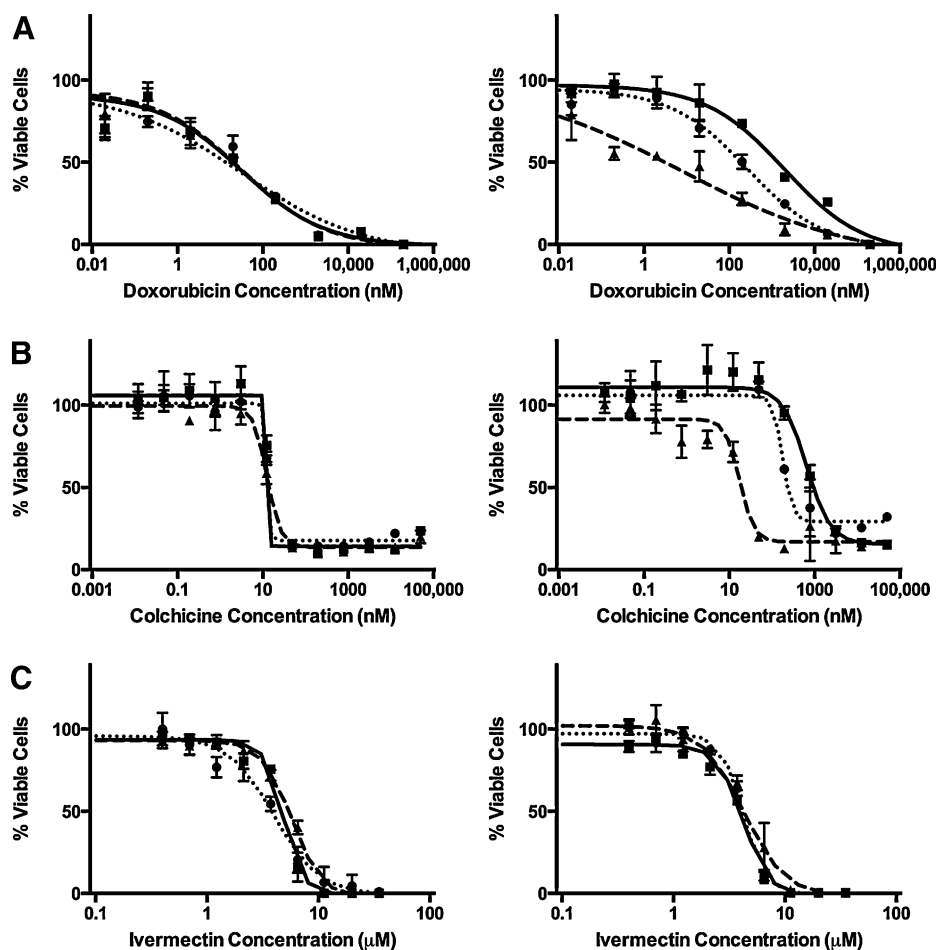 A
% Viable Cells
100
50
0
0.01 1 100 10,000 1,000,000
Doxorubicin Concentration (nM)
% Viable Cells
100
50
0
0.01 1 100 10,000 1,000,000
Doxorubicin Concentration (nM)
B
% Viable Cells
100
50
0
0.001 0.1 10 1000 100,000
Colchicine Concentration (nM)
% Viable Cells
100
50
0
0.001 0.1 10 1000 100,000
Colchicine Concentration (nM)
C
% Viable Cells
100
50
0
0.1 1 10 100
Ivermectin Concentration (μM)
% Viable Cells
100
50
0
0.1 1 10 100
Ivermectin Concentration (μM)